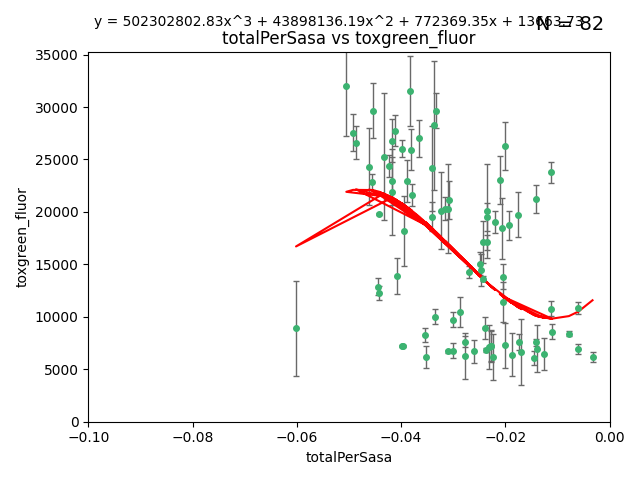 y = 502302802.83x^3 + 43898136.19x^2 + 772369.35x + 13663.73
N = 82
totalPerSasa vs toxgreen_fluor
35000
30000
25000
20000
15000
10000
5000
0
toxgreen_fluor
−0.10 −0.08 −0.06 −0.04 −0.02 0.00
totalPerSasa